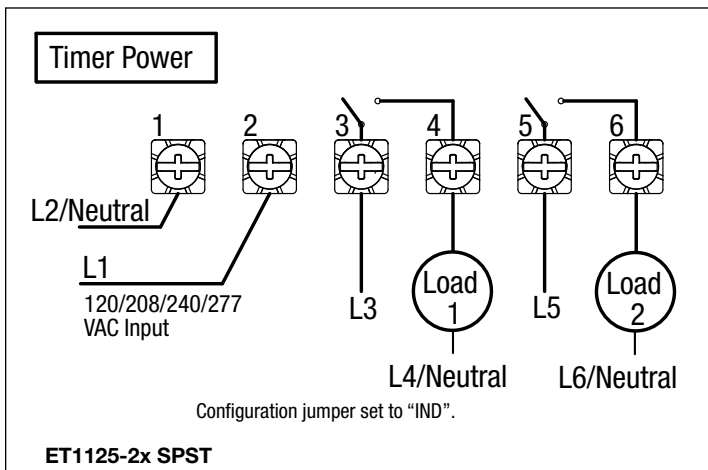 Timer Power
1 2 3 4 5 6
L2/Neutral
L1
120/208/240/277
VAC Input
L3
Load
1
L5
Load
2
L4/Neutral
L6/Neutral
Configuration jumper set to “IND”.
ET1125-2x SPST